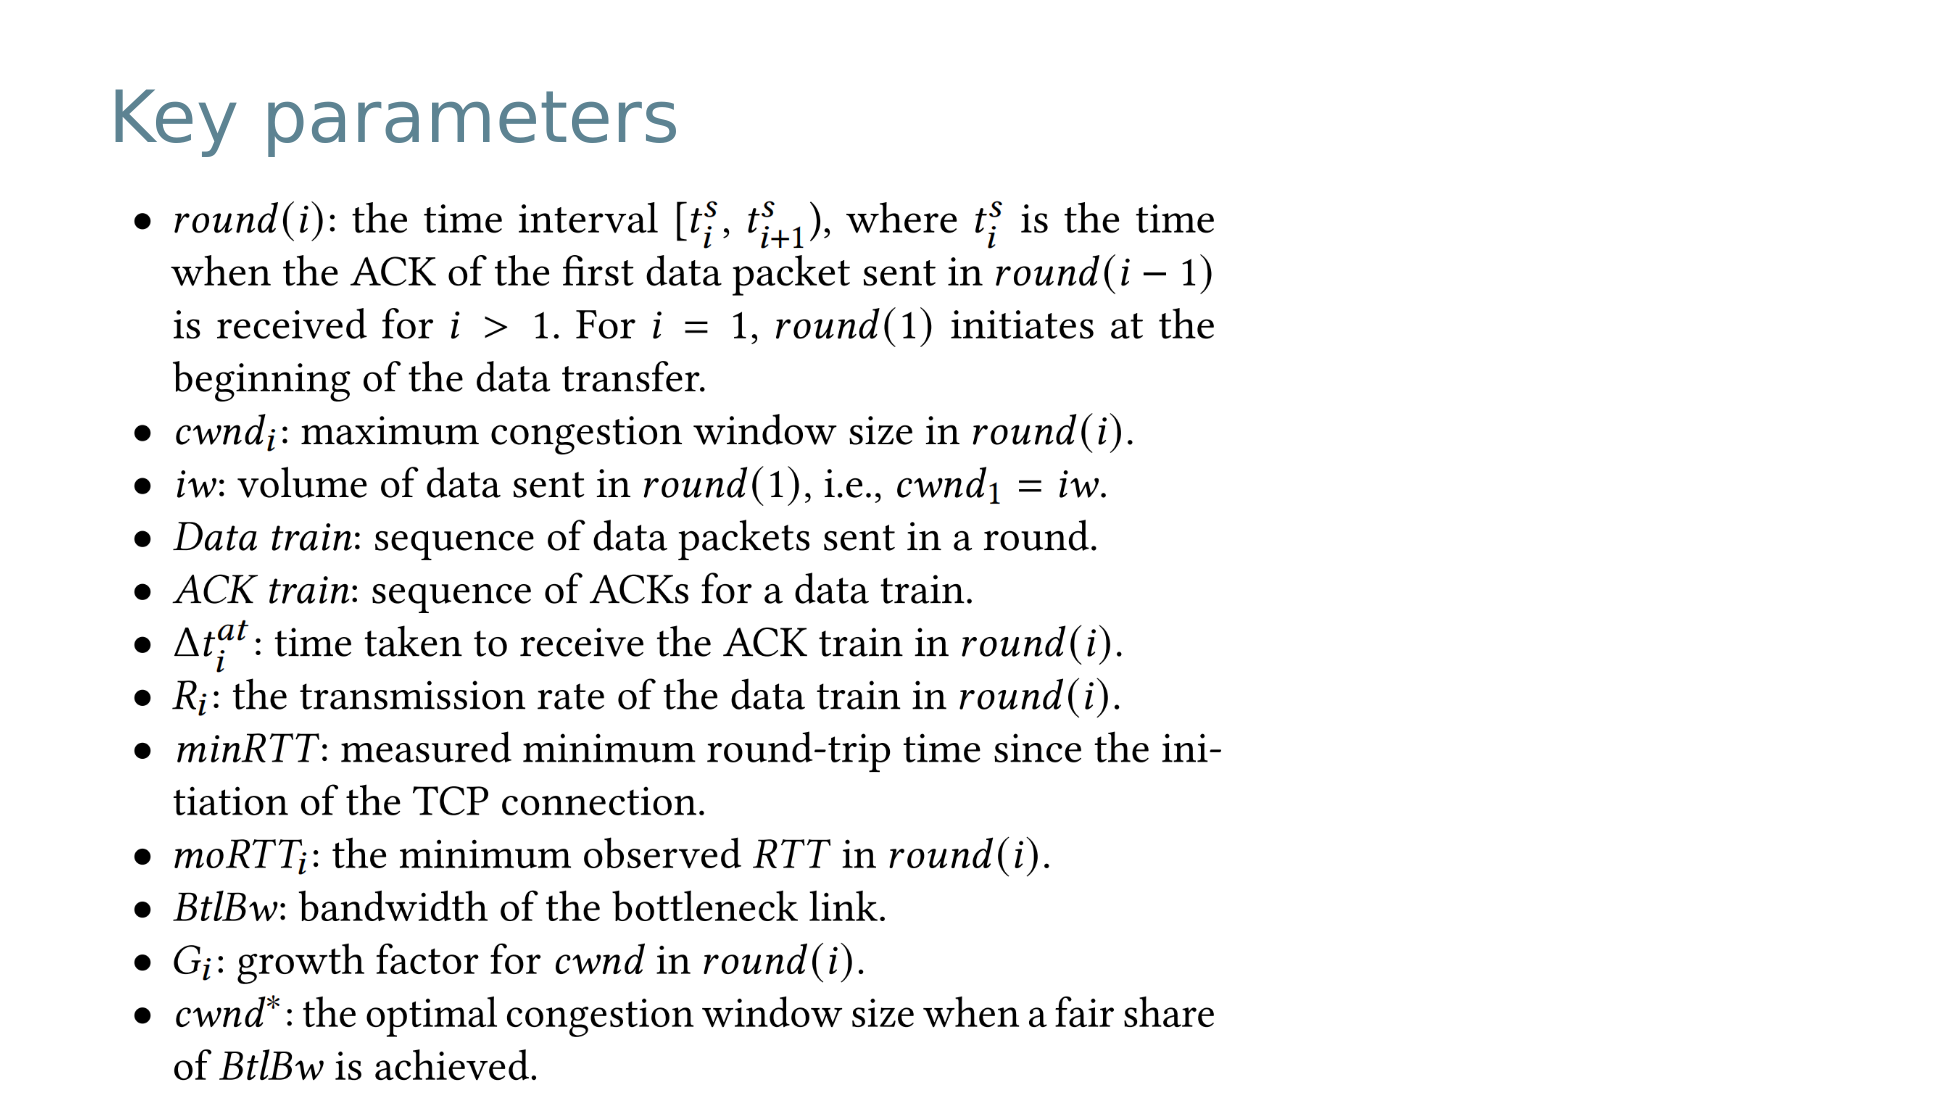 Key parameters
• round(i): the time interval [t_i^s, t_{i+1}^s), where t_i^s is the time
when the ACK of the first data packet sent in round(i − 1)
is received for i > 1. For i = 1, round(1) initiates at the
beginning of the data transfer.
• cwnd_i: maximum congestion window size in round(i).
• iw: volume of data sent in round(1), i.e., cwnd_1 = iw.
• Data train: sequence of data packets sent in a round.
• ACK train: sequence of ACKs for a data train.
• Δt_i^{at}: time taken to receive the ACK train in round(i).
• R_i: the transmission rate of the data train in round(i).
• minRTT: measured minimum round-trip time since the ini-
tiation of the TCP connection.
• moRTT_i: the minimum observed RTT in round(i).
• BtlBw: bandwidth of the bottleneck link.
• G_i: growth factor for cwnd in round(i).
• cwnd*: the optimal congestion window size when a fair share
of BtlBw is achieved.